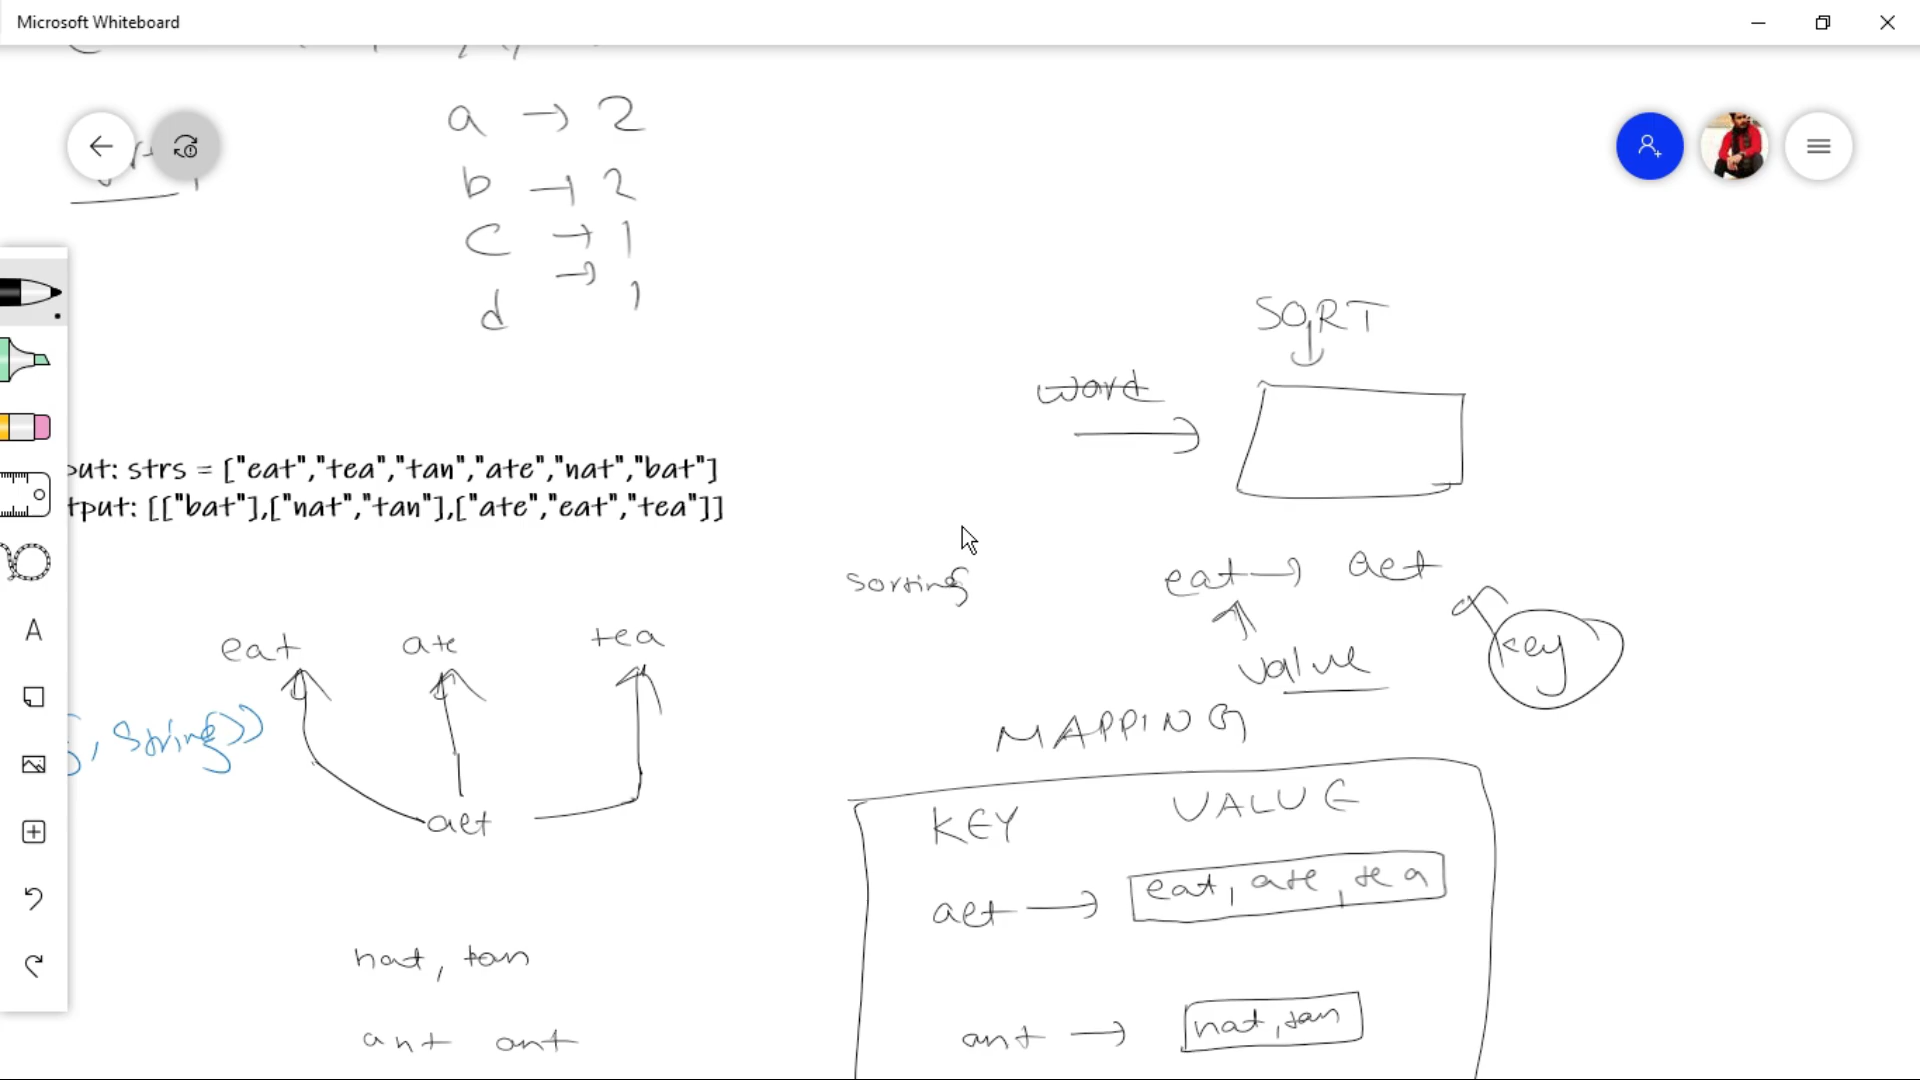 Microsoft Whiteboard
a → 2
b → 2
c → 1
d → 1
SORT
word
put: strs = ["eat","tea","tan","ate","nat","bat"]
tput: [["bat"],["nat","tan"],["ate","eat","tea"]]
sorting
eat → aet
value
key
eat ate tea
, String>>
aet
MAPPING
KEY VALUE
aet → eat, ate, tea
nat, tan
ant → nat, tan
ant ant
A